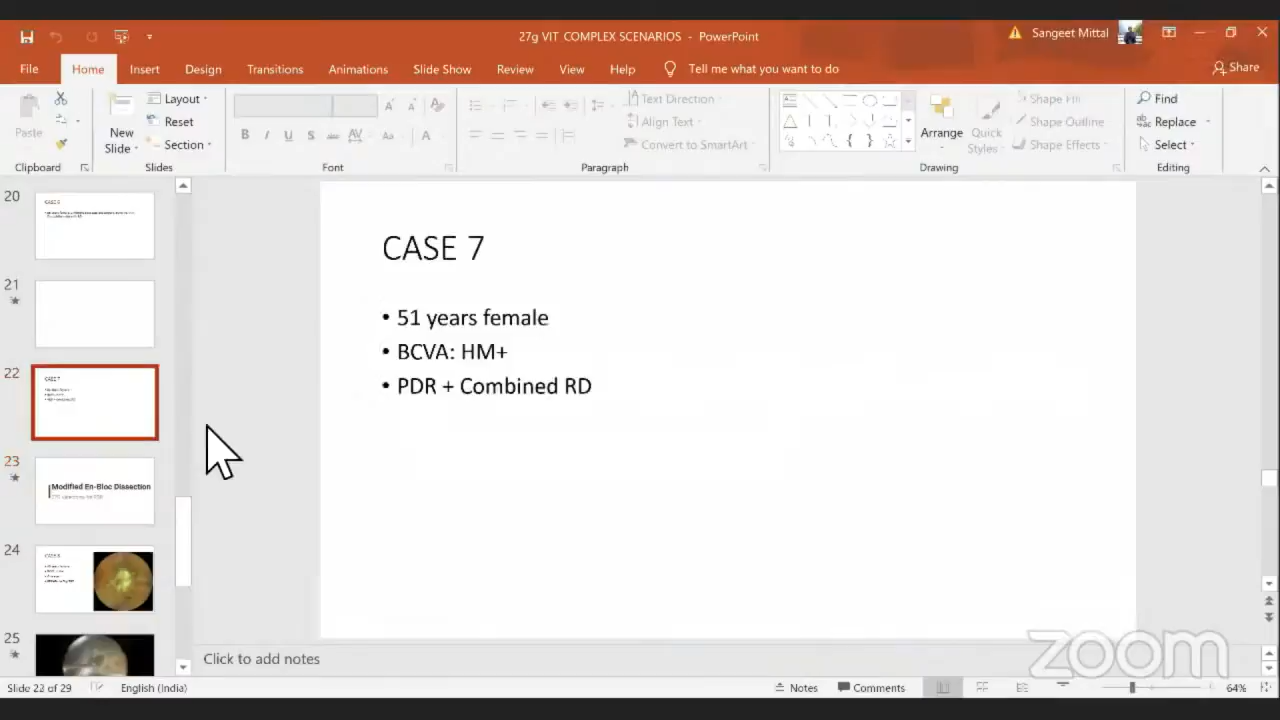 27g VIT COMPLEX SCENARIOS - PowerPoint
Sangeet Mittal
File Home Insert Design Transitions Animations Slide Show Review View Help Tell me what you want to do Share
Paste
New Slide
Layout
Reset
Section
Text Direction
Align Text
Convert to SmartArt
Arrange
Quick Styles
Shape Fill
Shape Outline
Shape Effects
Find
Replace
Select
Clipboard Slides Font Paragraph Drawing Editing
20
21
22
CASE 7
23
Modified En-Bloc Dissection
24
25
CASE 7
• 51 years female
• BCVA: HM+
• PDR + Combined RD
Click to add notes
zoom
Slide 22 of 29 English (India) Notes Comments 64%